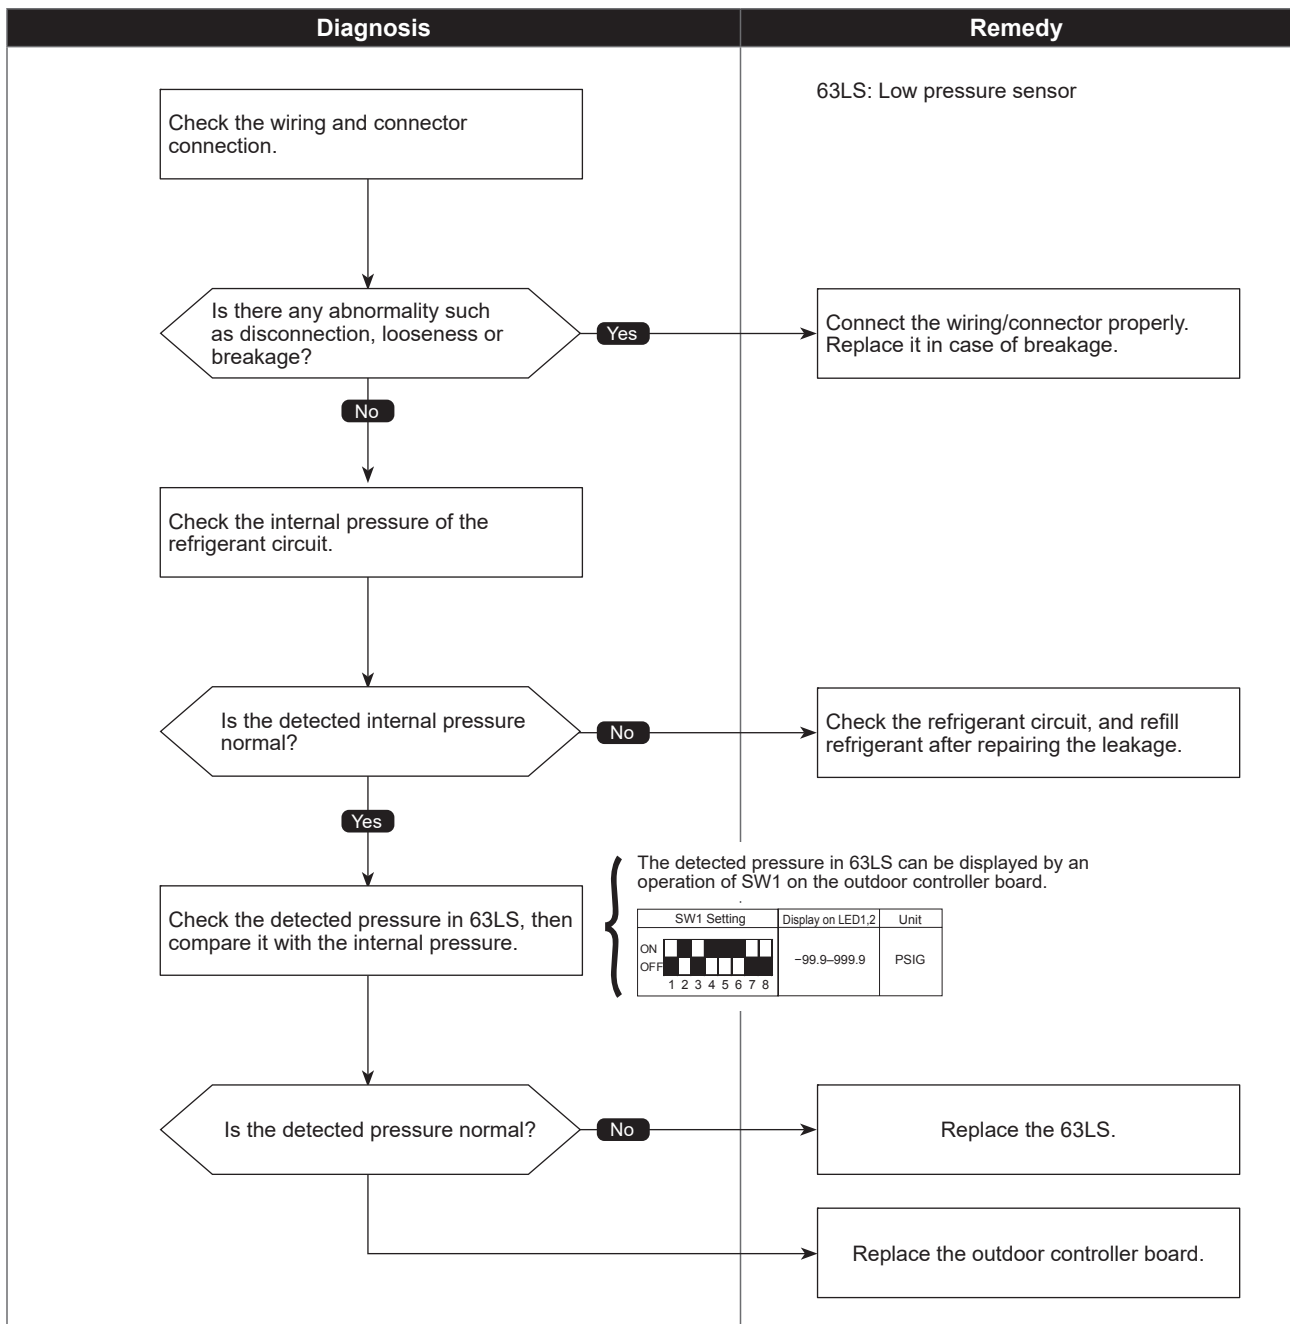 Diagnosis
Remedy
63LS: Low pressure sensor
Check the wiring and connector
connection.
Is there any abnormality such
as disconnection, looseness or
breakage?
Yes
Connect the wiring/connector properly.
Replace it in case of breakage.
No
Check the internal pressure of the
refrigerant circuit.
Is the detected internal pressure
normal?
No
Check the refrigerant circuit, and refill
refrigerant after repairing the leakage.
Yes
The detected pressure in 63LS can be displayed by an
operation of SW1 on the outdoor controller board.
Check the detected pressure in 63LS, then
compare it with the internal pressure.
SW1 Setting
Display on LED1,2
Unit
ON
OFF
1 2 3 4 5 6 7 8
−99.9–999.9
PSIG
Is the detected pressure normal?
No
Replace the 63LS.
Replace the outdoor controller board.